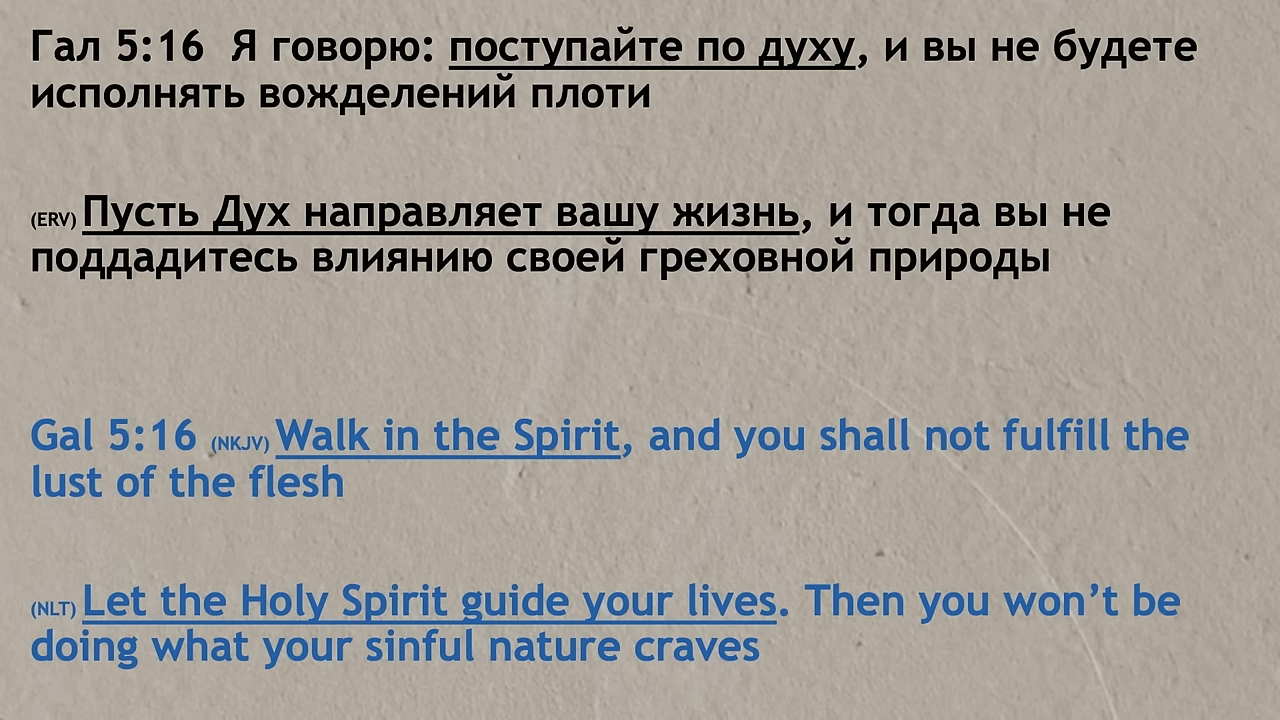 Гал 5:16  Я говорю: поступайте по духу, и вы не будете
исполнять вожделений плоти
(ERV) Пусть Дух направляет вашу жизнь, и тогда вы не
поддадитесь влиянию своей греховной природы
Gal 5:16 (NKJV) Walk in the Spirit, and you shall not fulfill the
lust of the flesh
(NLT) Let the Holy Spirit guide your lives. Then you won’t be
doing what your sinful nature craves